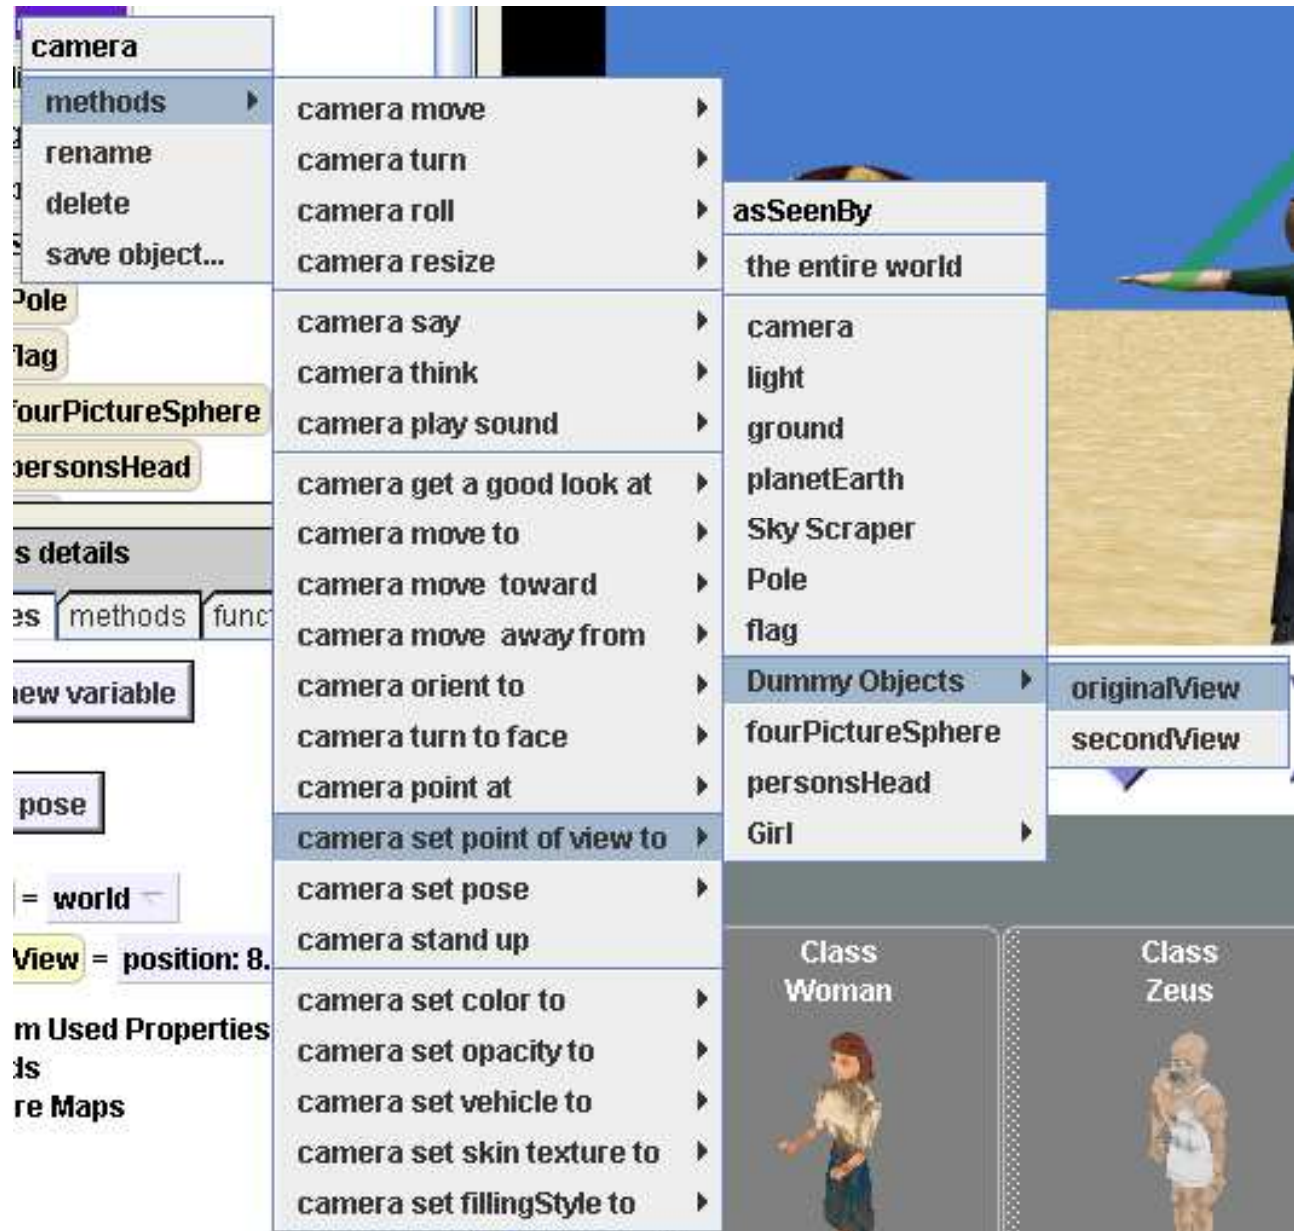 camera
methods
rename
delete
save object...
Pole
flag
fourPictureSphere
personsHead
s details
es methods func
new variable
pose
= world
View = position: 8.
m Used Properties
ds
re Maps
camera move
camera turn
camera roll
camera resize
camera say
camera think
camera play sound
camera get a good look at
camera move to
camera move toward
camera move away from
camera orient to
camera turn to face
camera point at
camera set point of view to
camera set pose
camera stand up
camera set color to
camera set opacity to
camera set vehicle to
camera set skin texture to
camera set fillingStyle to
asSeenBy
the entire world
camera
light
ground
planetEarth
Sky Scraper
Pole
flag
Dummy Objects
fourPictureSphere
personsHead
Girl
originalView
secondView
Class
Woman
Class
Zeus